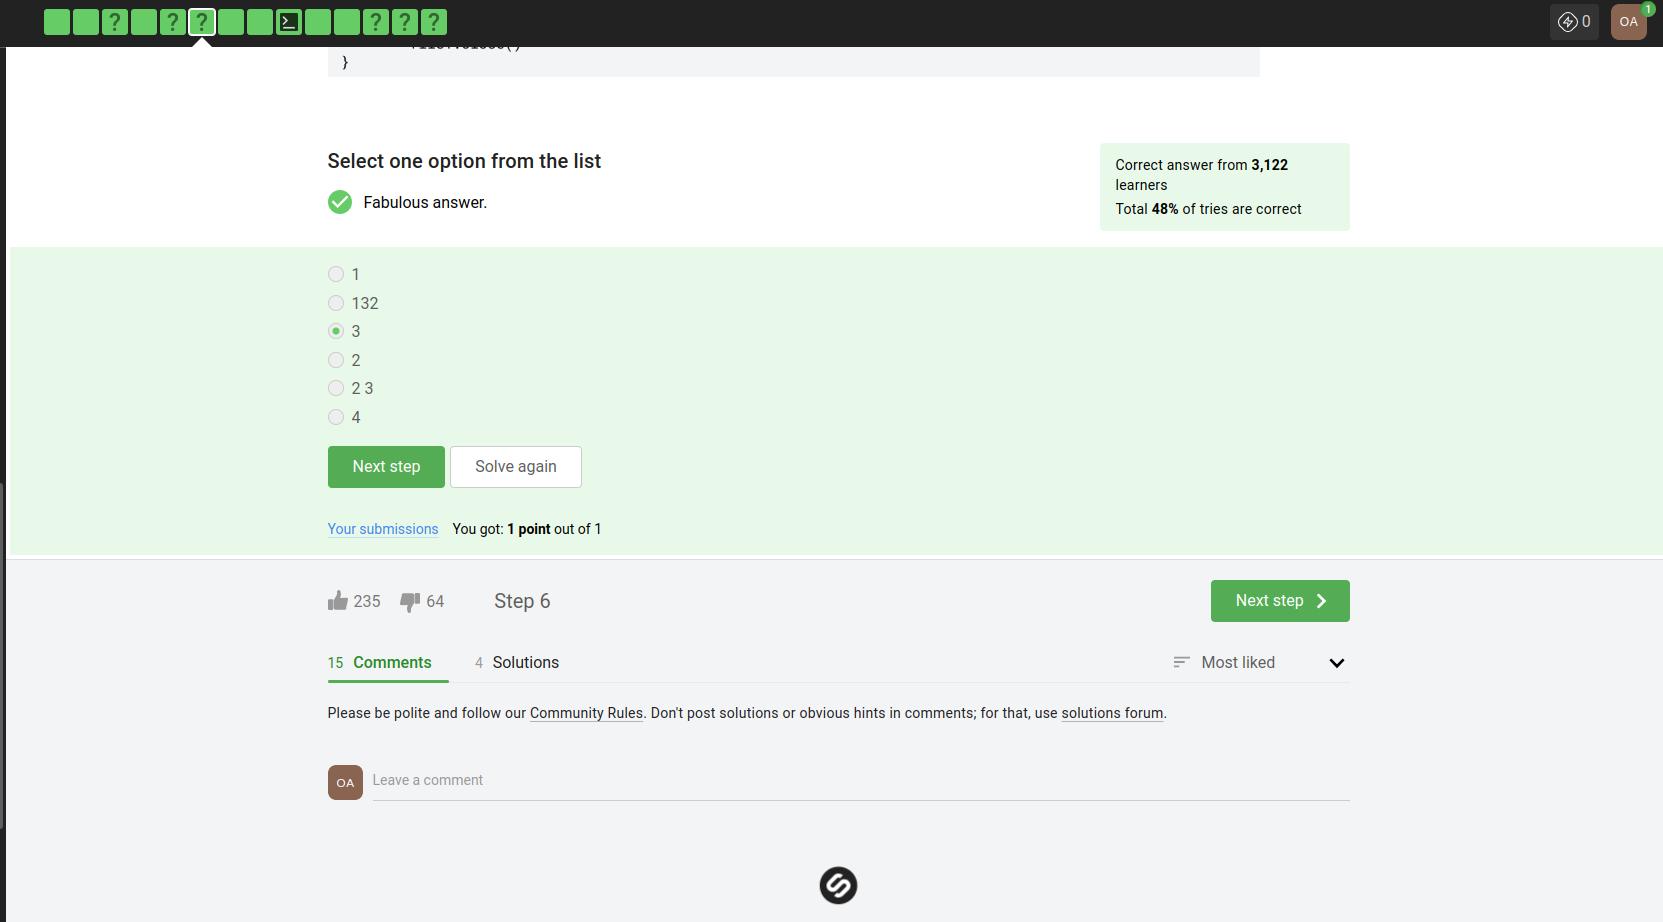 ? ? ? ? ? ?
0
OA
1
}
Select one option from the list
Fabulous answer.
Correct answer from 3,122
learners
Total 48% of tries are correct
1
132
3
2
2 3
4
Next step
Solve again
Your submissions You got: 1 point out of 1
235
64
Step 6
Next step
15 Comments
4 Solutions
Most liked
Please be polite and follow our Community Rules. Don't post solutions or obvious hints in comments; for that, use solutions forum.
OA
Leave a comment